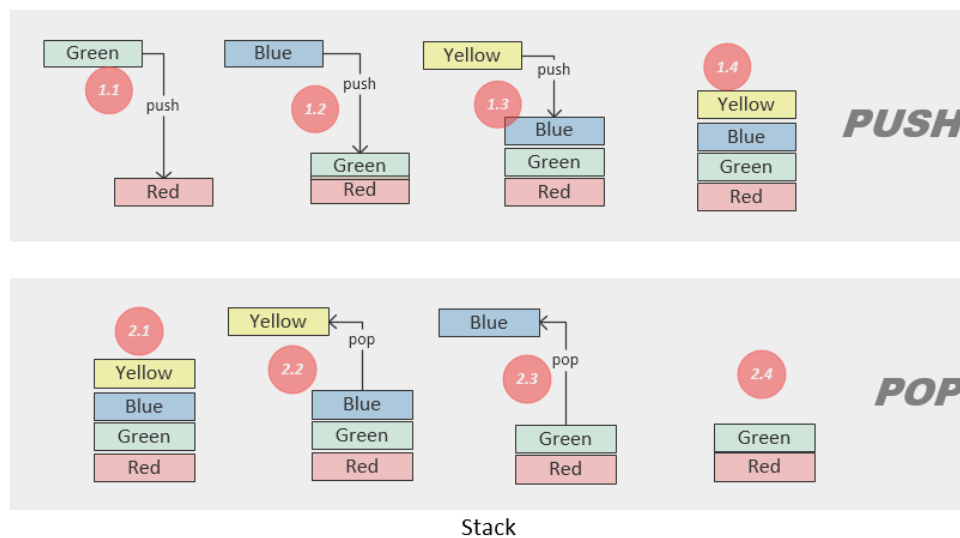 Green
Blue
Yellow
1.1
push
1.2
push
1.3
push
1.4
Yellow
Blue
Green
Red
Blue
Green
Red
Green
Red
Red
PUSH
2.1
Yellow
Blue
Green
Red
Yellow
pop
2.2
Blue
Green
Red
Blue
pop
2.3
Green
Red
2.4
Green
Red
POP
Stack